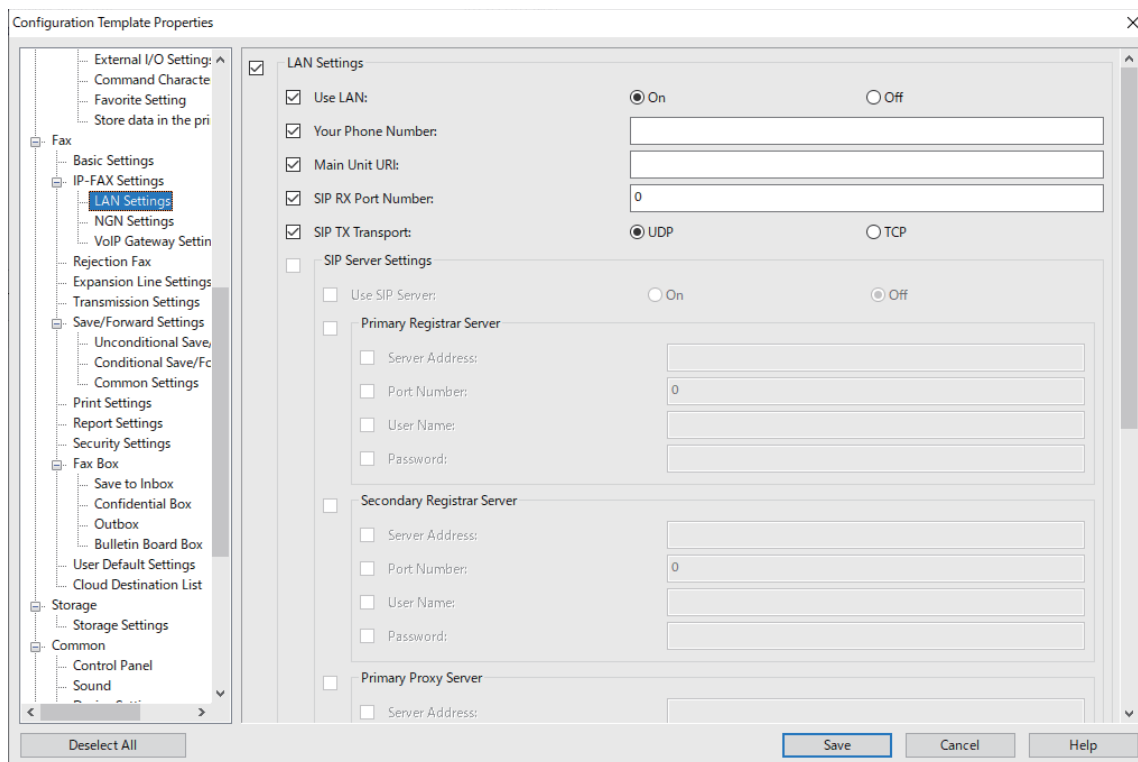 Configuration Template Properties
External I/O Setting
Command Characte
Favorite Setting
Store data in the pri
Fax
Basic Settings
IP-FAX Settings
LAN Settings
NGN Settings
VoIP Gateway Settin
Rejection Fax
Expansion Line Settings
Transmission Settings
Save/Forward Settings
Unconditional Save/
Conditional Save/Fc
Common Settings
Print Settings
Report Settings
Security Settings
Fax Box
Save to Inbox
Confidential Box
Outbox
Bulletin Board Box
User Default Settings
Cloud Destination List
Storage
Storage Settings
Common
Control Panel
Sound
LAN Settings
Use LAN: On Off
Your Phone Number:
Main Unit URI:
SIP RX Port Number: 0
SIP TX Transport: UDP TCP
SIP Server Settings
Use SIP Server: On Off
Primary Registrar Server
Server Address:
Port Number: 0
User Name:
Password:
Secondary Registrar Server
Server Address:
Port Number: 0
User Name:
Password:
Primary Proxy Server
Server Address:
Deselect All Save Cancel Help